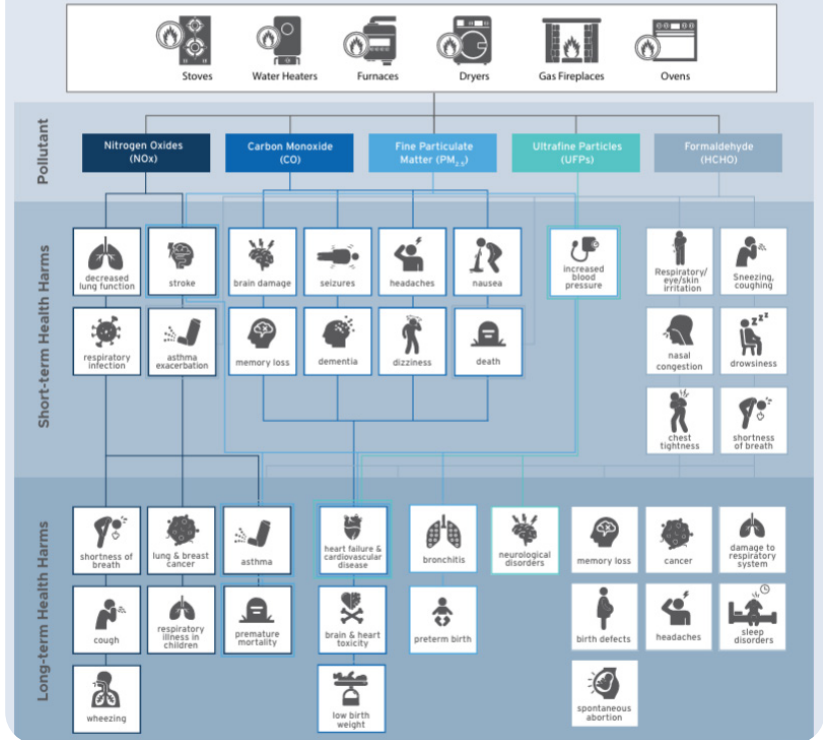 Stoves
Water Heaters
Furnaces
Dryers
Gas Fireplaces
Ovens
Pollutant
Nitrogen Oxides
(NOx)
Carbon Monoxide
(CO)
Fine Particulate
Matter (PM2.5)
Ultrafine Particles
(UFPs)
Formaldehyde
(HCHO)
Short-term Health Harms
decreased
lung function
stroke
brain damage
seizures
headaches
nausea
increased
blood
pressure
Respiratory/
eye/skin
irritation
Sneezing,
coughing
respiratory
infection
asthma
exacerbation
memory loss
dementia
dizziness
death
nasal
congestion
zzz
drowsiness
chest
tightness
shortness
of breath
Long-term Health Harms
shortness of
breath
lung & breast
cancer
asthma
heart failure &
cardiovascular
disease
bronchitis
neurological
disorders
memory loss
cancer
damage to
respiratory
system
cough
respiratory
illness in
children
premature
mortality
brain & heart
toxicity
preterm birth
birth defects
headaches
sleep
disorders
wheezing
low birth
weight
spontaneous
abortion